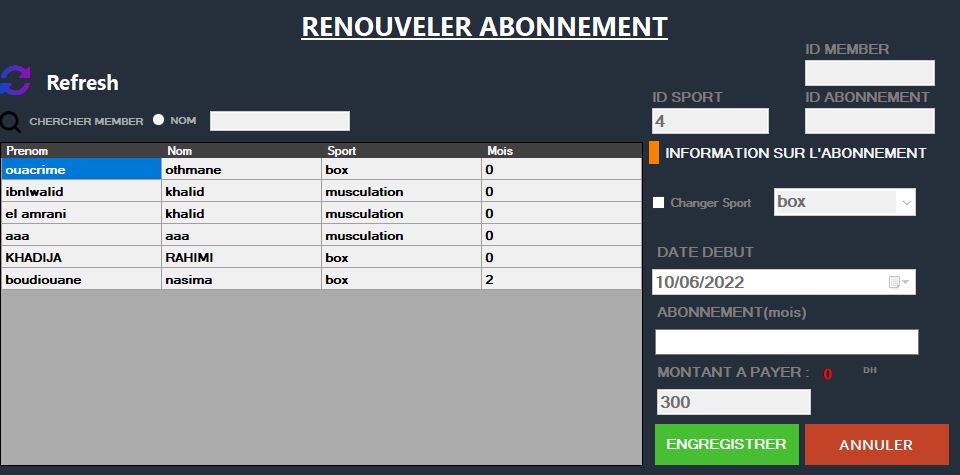 RENOUVELER ABONNEMENT
ID MEMBER
Refresh
ID SPORT
ID ABONNEMENT
CHERCHER MEMBER NOM
4
INFORMATION SUR L'ABONNEMENT
Prenom Nom Sport Mois
ouacrime othmane box 0
ibnlwalid khalid musculation 0
el amrani khalid musculation 0
aaa aaa musculation 0
KHADIJA RAHIMI box 0
boudiouane nasima box 2
Changer Sport box
DATE DEBUT
10/06/2022
ABONNEMENT(mois)
MONTANT A PAYER : 0 DH
300
ENGREGISTRER ANNULER